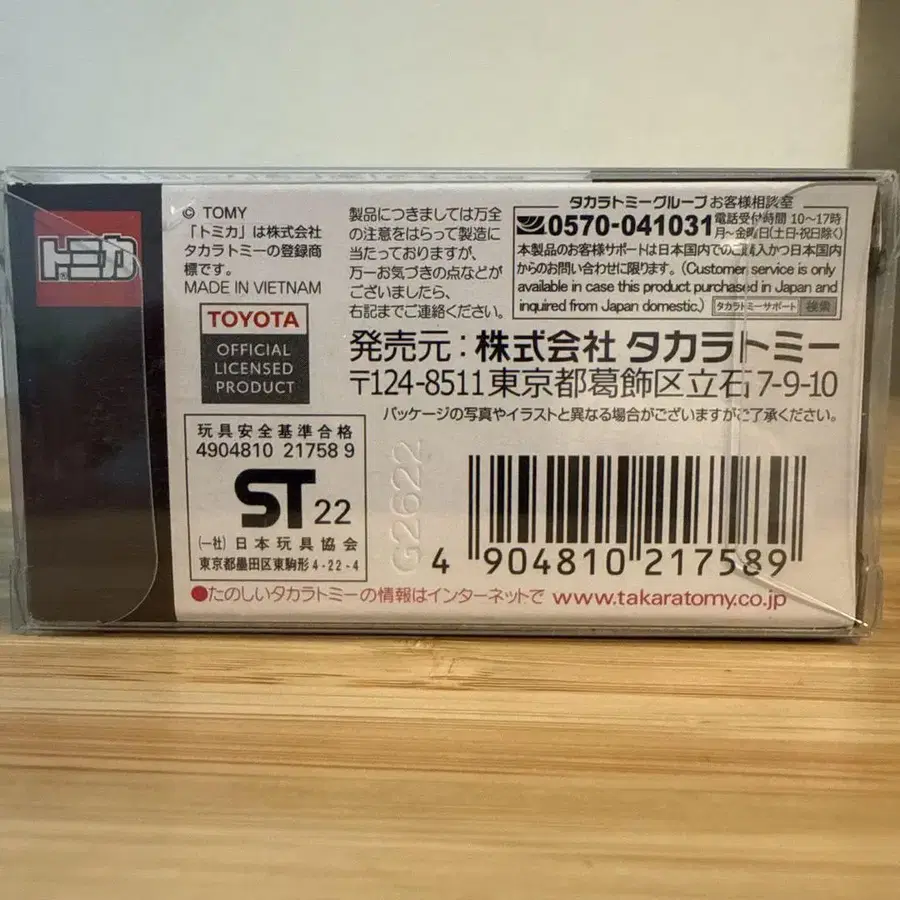 トミカ
© TOMY
「トミカ」は株式会社
タカラトミーの登録商
標です。
MADE IN VIETNAM
TOYOTA
OFFICIAL
LICENSED
PRODUCT
製品につきましては万全
の注意をはらって製造に
当たっておりますが、
万一お気づきの点などが
ございましたら、
右記までご連絡ください。
タカラトミーグループ お客様相談室
0570-041031 電話受付時間 10〜17時
月〜金曜日(土日・祝日除く)
本製品のお客様サポートは日本国内でのご購入かつ日本国内
からのお問い合わせに限ります。(Customer service is only
available in case this product purchased in Japan and
inquired from Japan domestic.) タカラトミーサポート 検索
発売元:株式会社 タカラトミー
〒124-8511 東京都葛飾区立石 7-9-10
パッケージの写真やイラストと異なる場合がございますがご了承ください。
玩具安全基準合格
4904810 21758 9
ST 22
(一社)日本玩具協会
東京都墨田区東駒形 4-22-4
G2622
4 904810 217589
●たのしいタカラトミーの情報はインターネットで www.takaratomy.co.jp